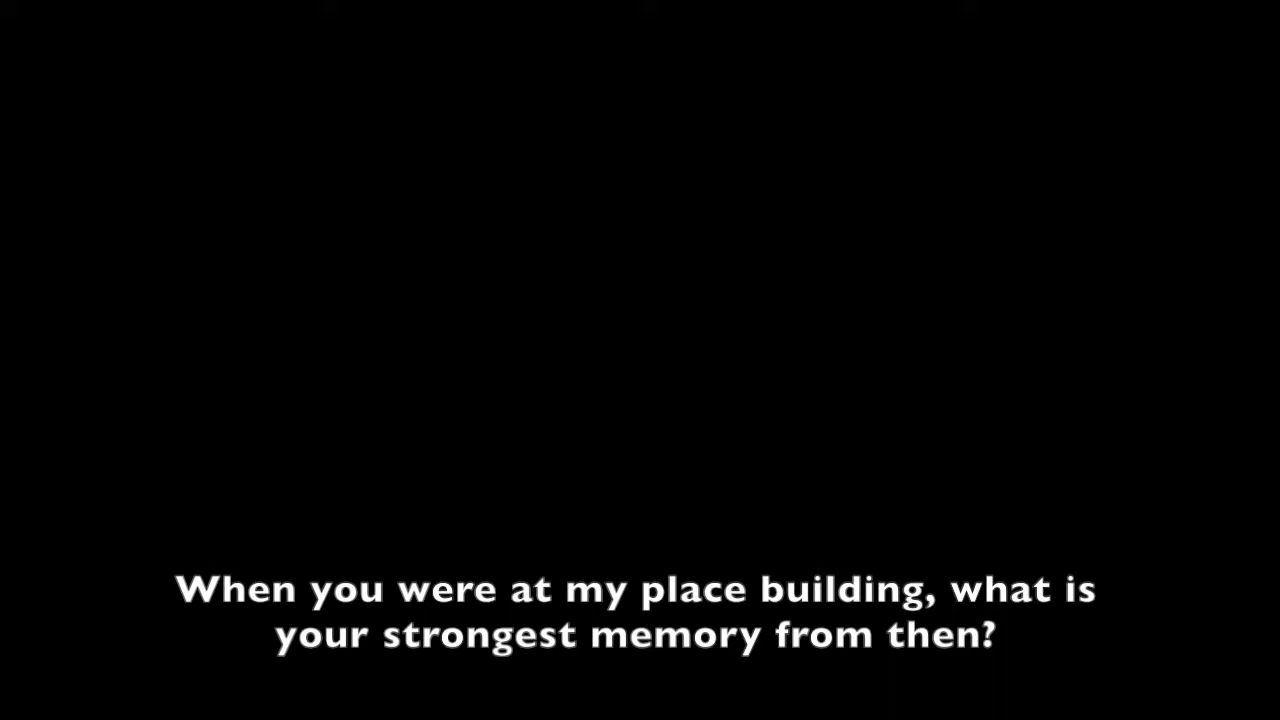 When you were at my place building, what is
your strongest memory from then?